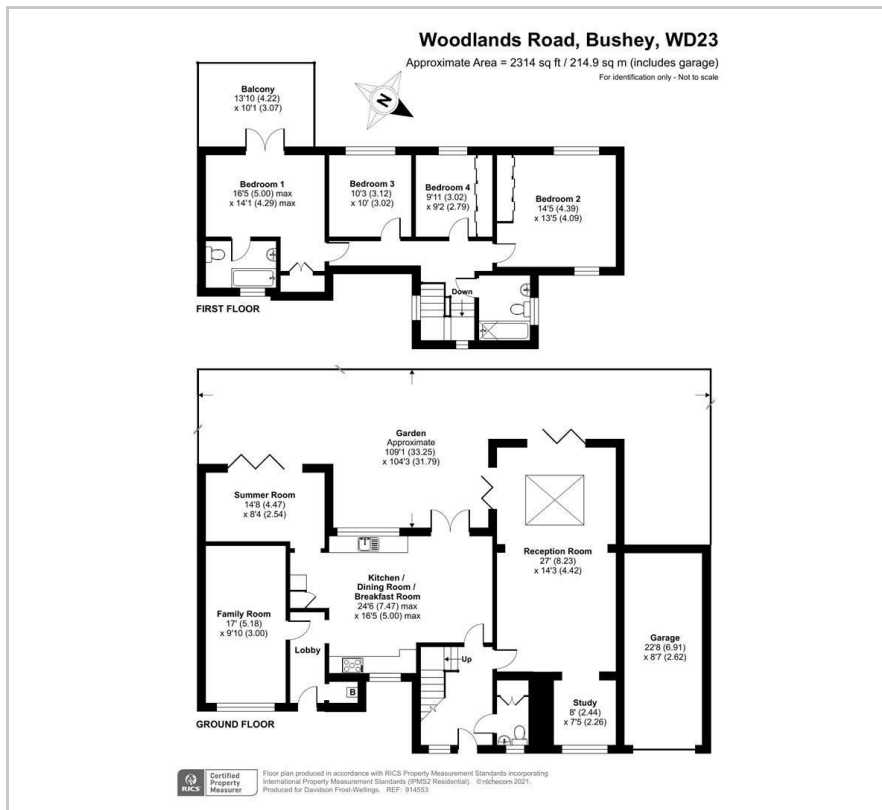 Woodlands Road, Bushey, WD23
Approximate Area = 2314 sq ft / 214.9 sq m (includes garage)
For identification only - Not to scale
Balcony
13'10 (4.22)
x 10'1 (3.07)
N
Bedroom 1
16'5 (5.00) max
x 14'1 (4.29) max
Bedroom 3
10'3 (3.12)
x 10' (3.02)
Bedroom 4
9'11 (3.02)
x 9'2 (2.79)
Bedroom 2
14'5 (4.39)
x 13'5 (4.09)
Down
FIRST FLOOR
Garden
Approximate
109'1 (33.25)
x 104'3 (31.79)
Summer Room
14'8 (4.47)
x 8'4 (2.54)
Reception Room
27' (8.23)
x 14'3 (4.42)
Kitchen /
Dining Room /
Breakfast Room
24'6 (7.47) max
x 16'5 (5.00) max
Family Room
17' (5.18)
x 9'10 (3.00)
Lobby
Garage
22'8 (6.91)
x 8'7 (2.62)
Up
B
Study
8' (2.44)
x 7'5 (2.26)
GROUND FLOOR
RICS
Certified
Property
Measurer
Floor plan produced in accordance with RICS Property Measurement Standards incorporating
International Property Measurement Standards (IPMS2 Residential). © nichecom 2021.
Produced for Davidson Frost-Wellings. REF: 914553